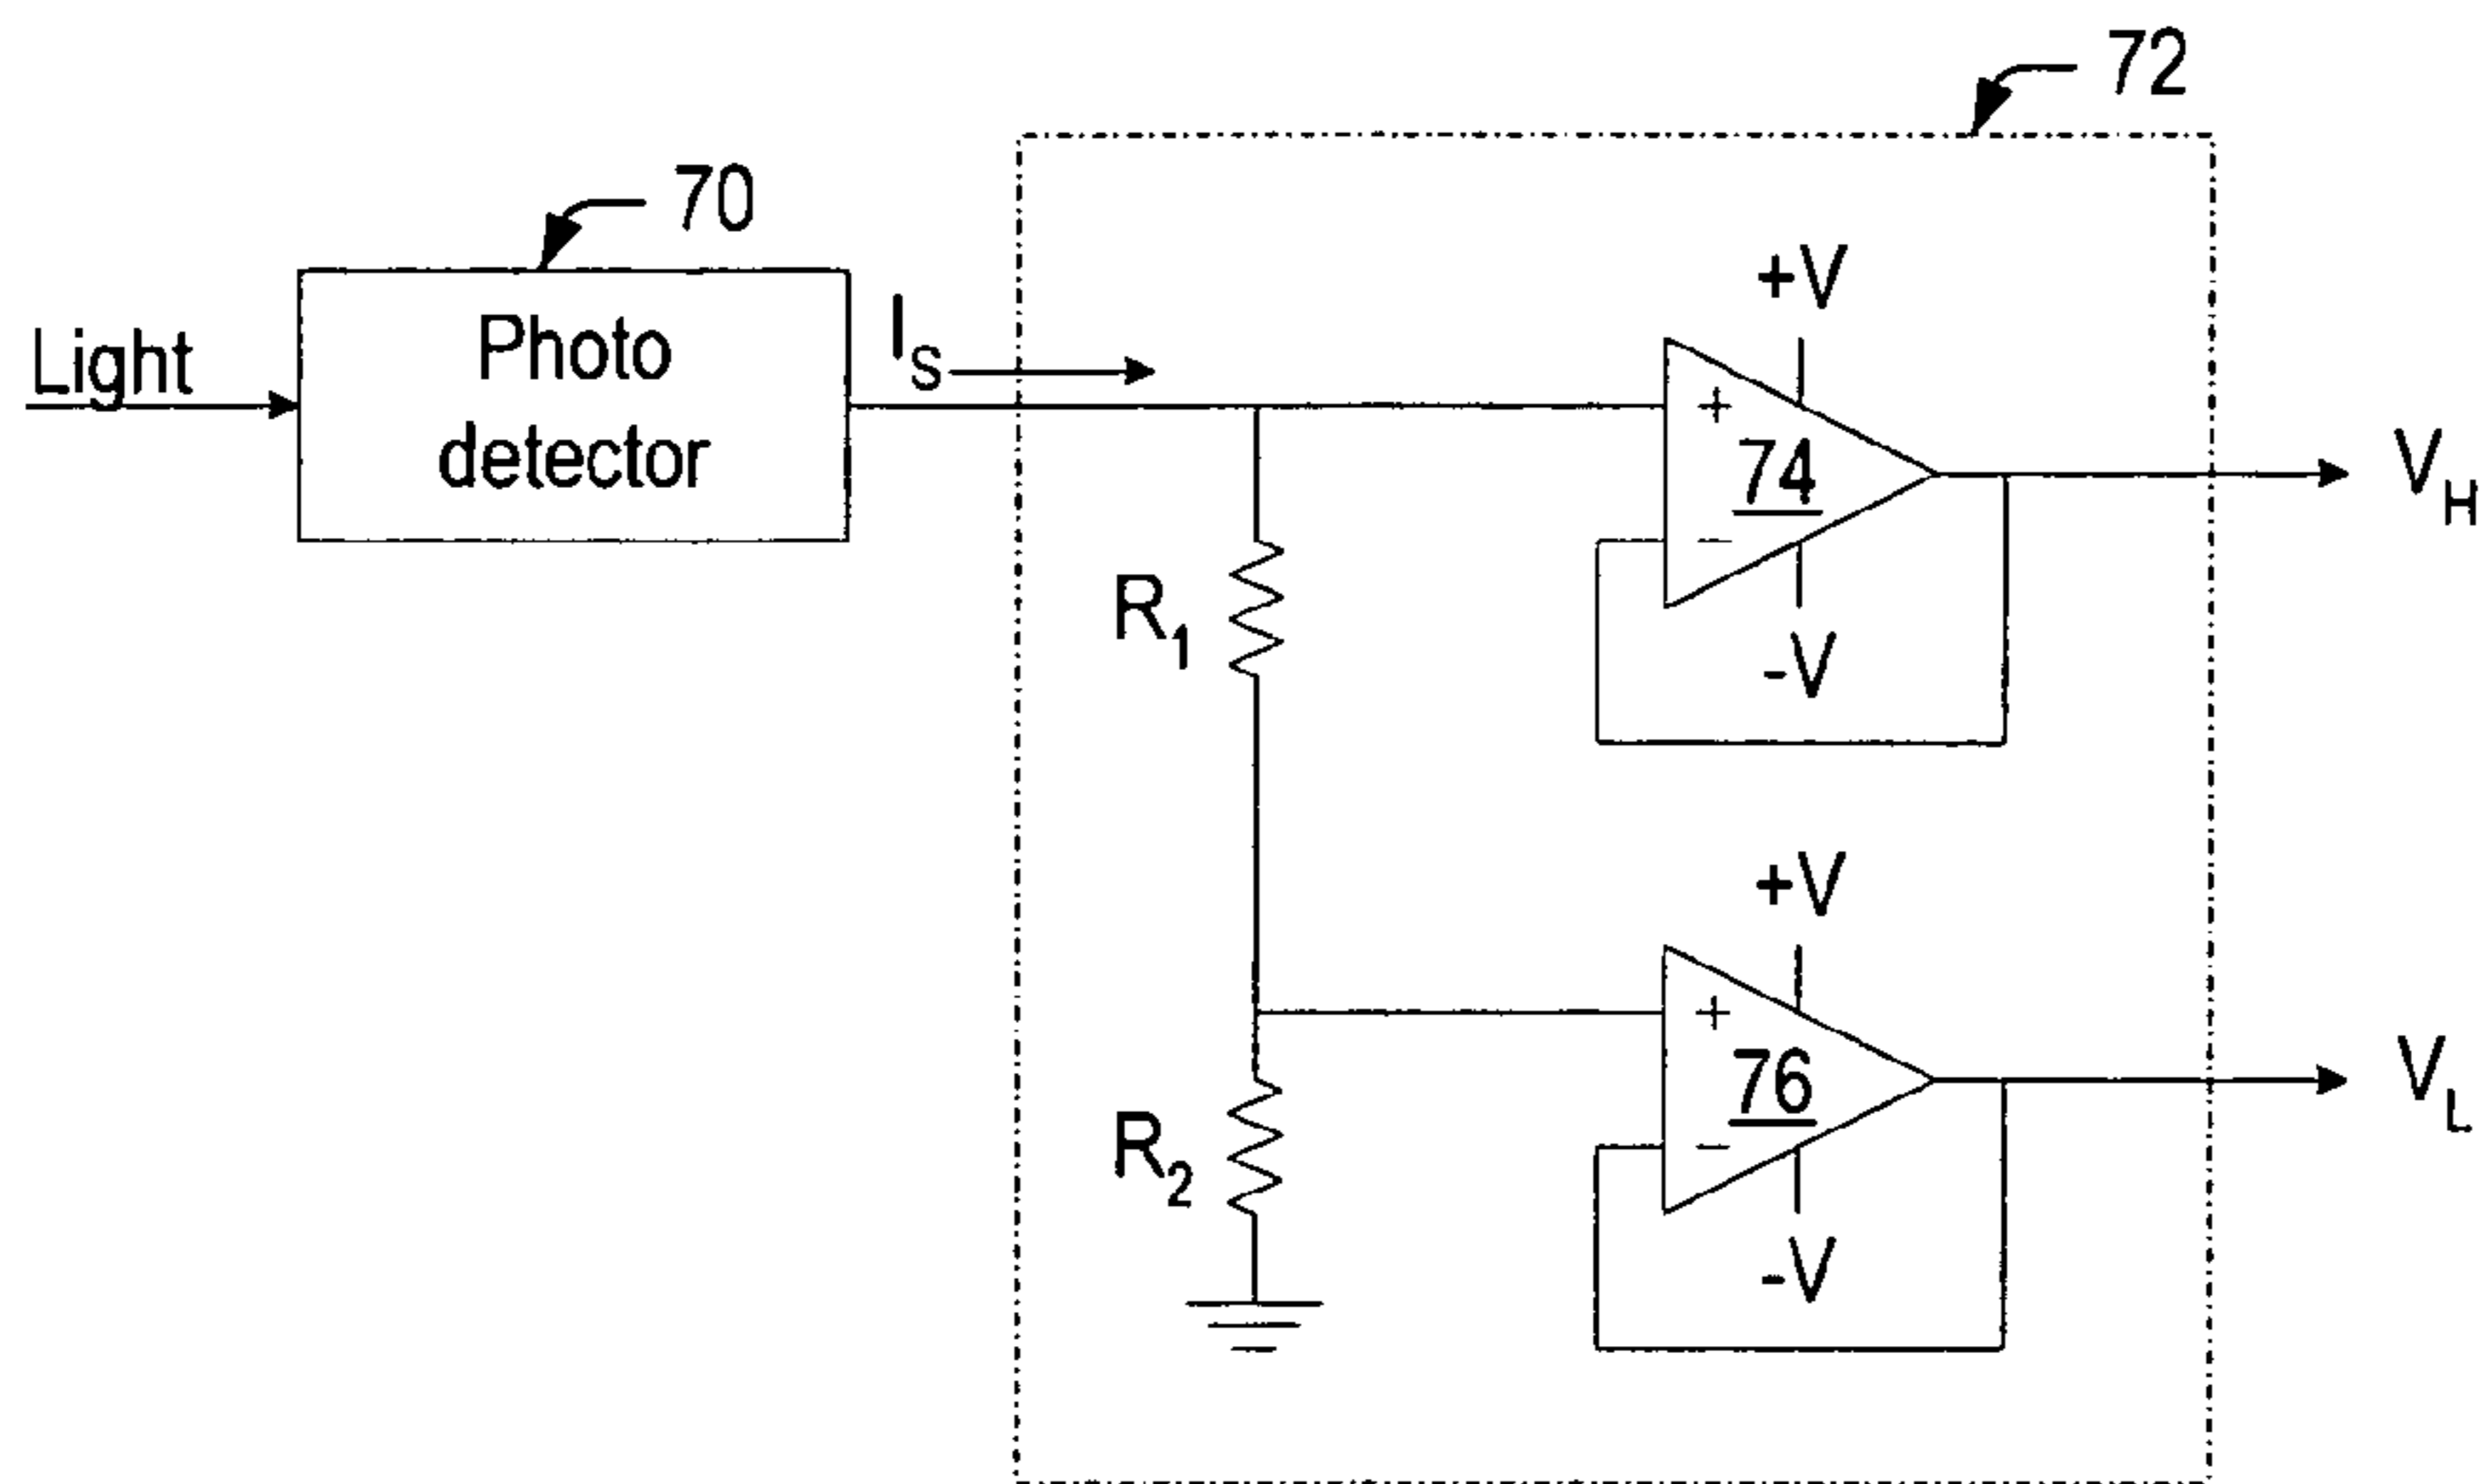 72
70
Light
Photo
detector
I_S
+V
+
74
−
-V
V_H
R_1
+V
+
76
−
-V
V_L
R_2